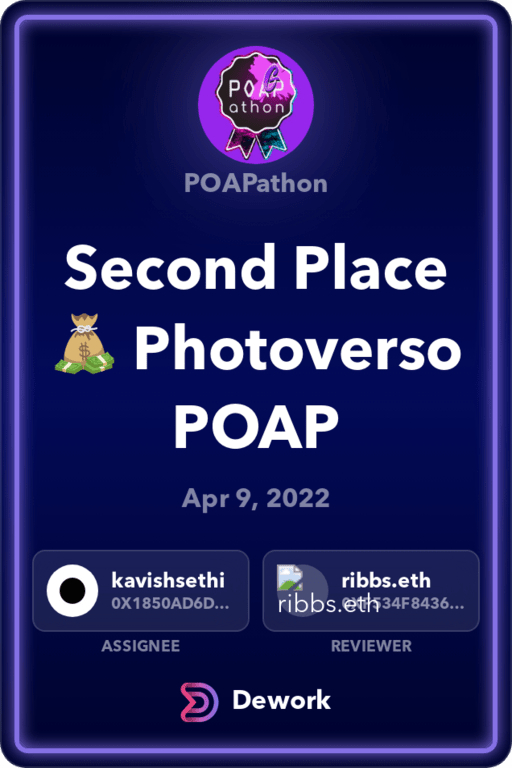 POAP
athon
POAPathon
Second Place
💰 Photoverso
POAP
Apr 9, 2022
kavishsethi
0X1850AD6D...
ribbs.eth
ribbs.eth
ASSIGNEE
REVIEWER
Dework